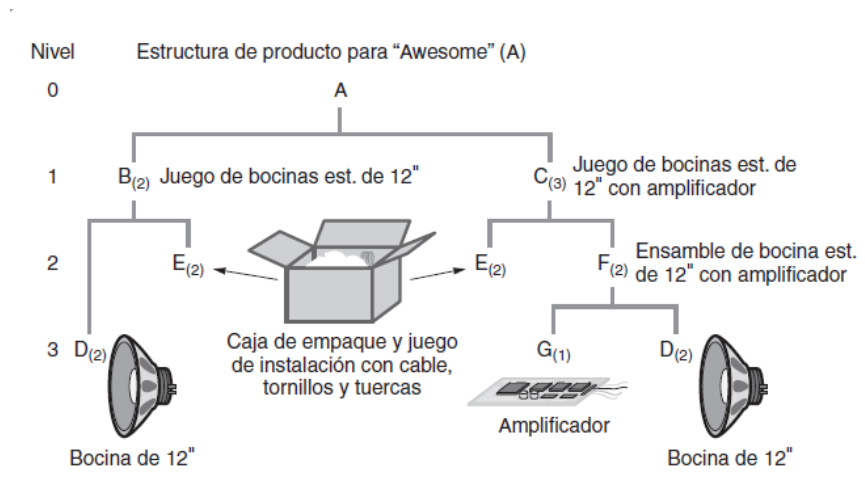 Nivel Estructura de producto para “Awesome” (A)
0 A
1 B(2) Juego de bocinas est. de 12"
C(3) Juego de bocinas est. de
12" con amplificador
2 E(2) E(2) F(2) Ensamble de bocina est.
de 12" con amplificador
Caja de empaque y juego
de instalación con cable,
tornillos y tuercas
3 D(2) G(1) D(2)
Amplificador
Bocina de 12" Bocina de 12"